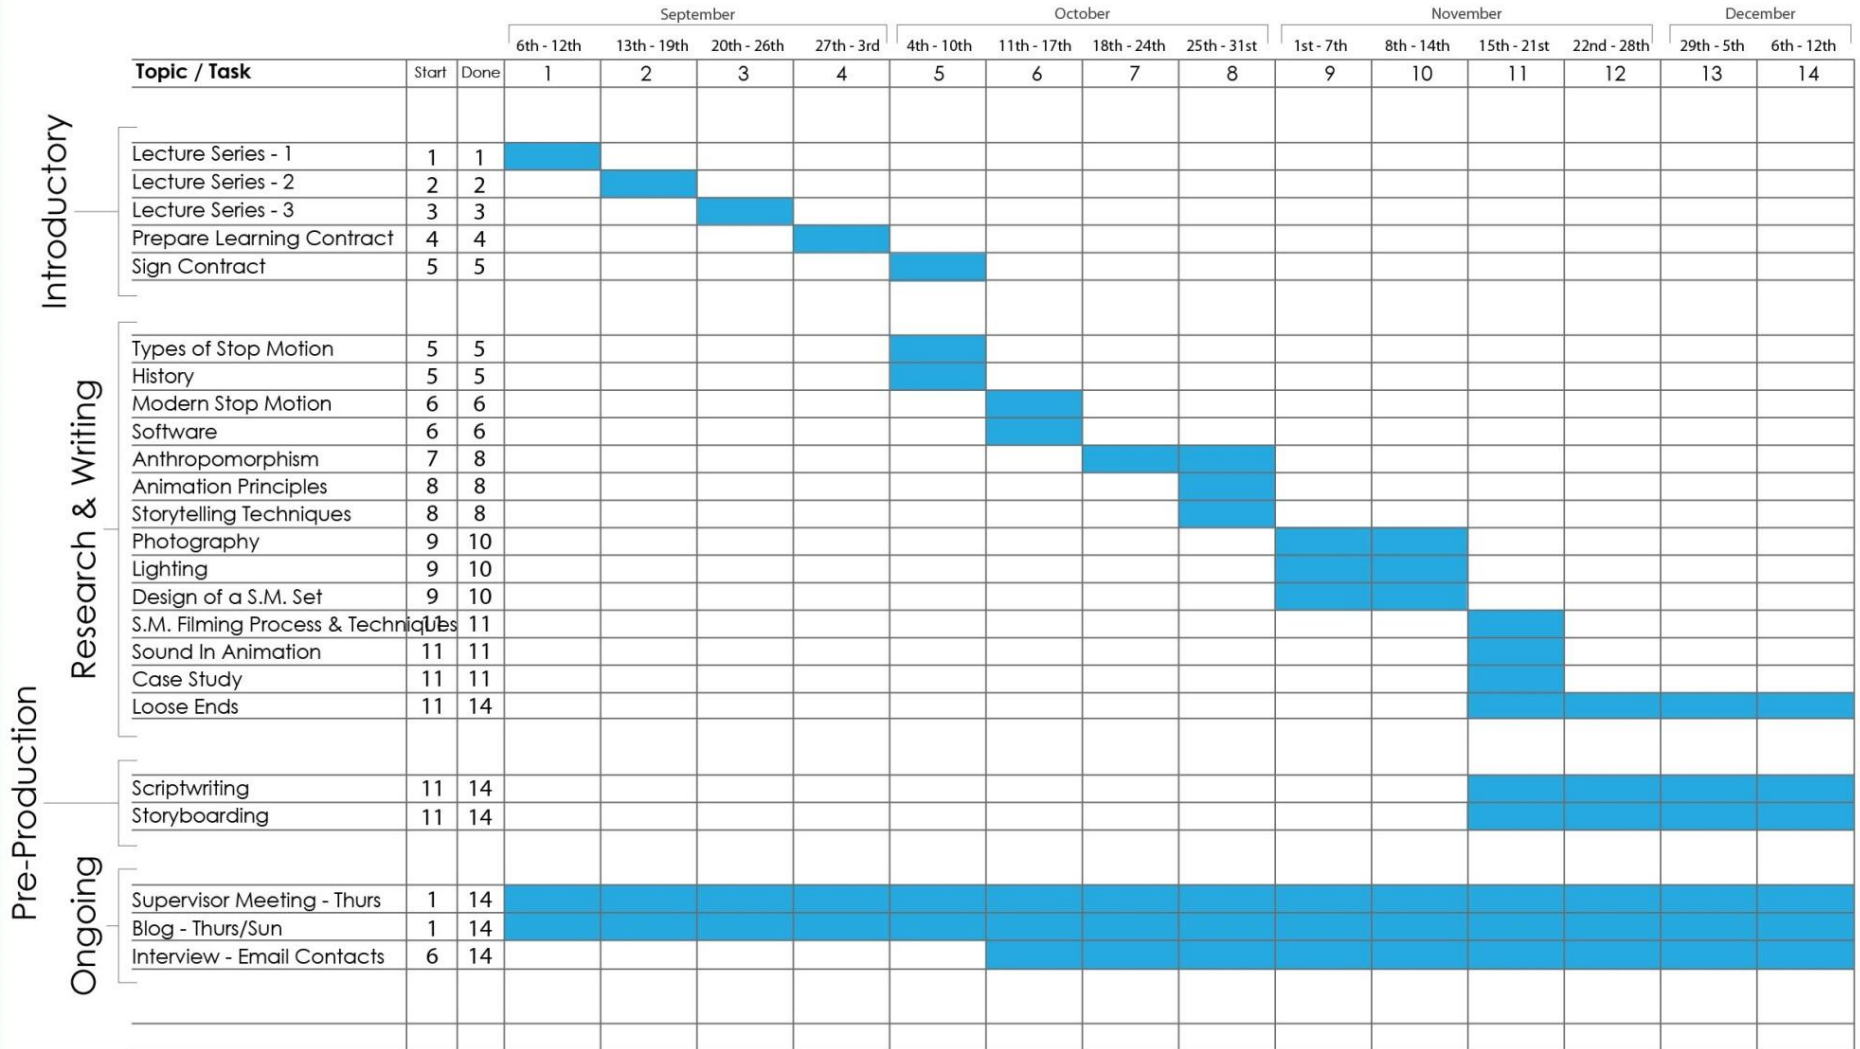 September October November December
6th - 12th 13th - 19th 20th - 26th 27th - 3rd 4th - 10th 11th - 17th 18th - 24th 25th - 31st 1st - 7th 8th - 14th 15th - 21st 22nd - 28th 29th - 5th 6th - 12th
Topic / Task Start Done 1 2 3 4 5 6 7 8 9 10 11 12 13 14
Introductory
Lecture Series - 1 1 1
Lecture Series - 2 2 2
Lecture Series - 3 3 3
Prepare Learning Contract 4 4
Sign Contract 5 5
Research & Writing
Types of Stop Motion 5 5
History 5 5
Modern Stop Motion 6 6
Software 6 6
Anthropomorphism 7 8
Animation Principles 8 8
Storytelling Techniques 8 8
Photography 9 10
Lighting 9 10
Design of a S.M. Set 9 10
S.M. Filming Process & Techniques 11 11
Sound In Animation 11 11
Case Study 11 11
Loose Ends 11 14
Pre-Production
Scriptwriting 11 14
Storyboarding 11 14
Ongoing
Supervisor Meeting - Thurs 1 14
Blog - Thurs/Sun 1 14
Interview - Email Contacts 6 14